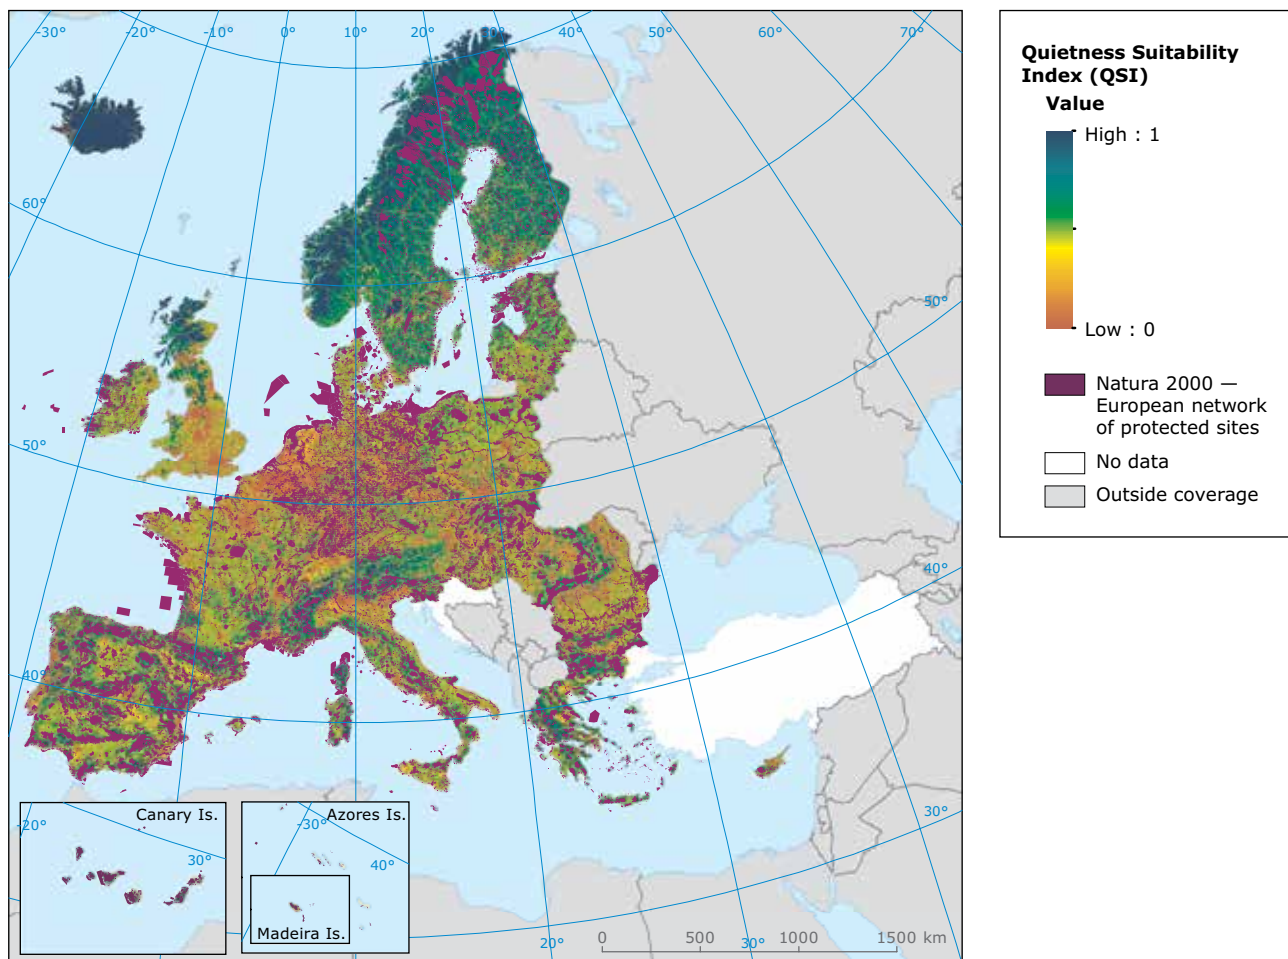 -30°
-20°
-10°
0°
10°
20°
30°
40°
50°
60°
70°
60°
50°
40°
50°
40°
30°
20°
30°
Canary Is.
-20°
30°
Azores Is.
-30°
40°
Madeira Is.
0 500 1000 1500 km
Quietness Suitability
Index (QSI)
Value
High : 1
Low : 0
Natura 2000 —
European network
of protected sites
No data
Outside coverage